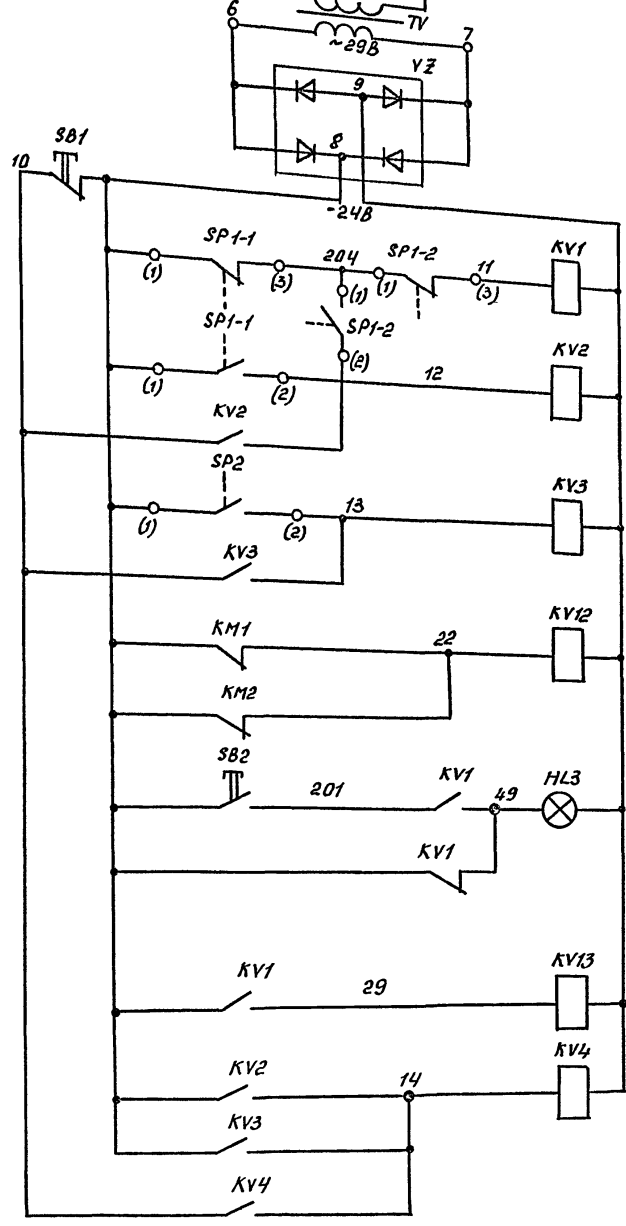 6
TV
~29В
7
VZ
9
8
-24В
10
SB1
SP1-1
204
SP1-2
11
KV1
(1)
(3)
(1)
(1)
(3)
SP1-1
SP1-2
(2)
KV2
(1)
(2)
12
KV2
SP2
13
KV3
(1)
(2)
KV3
KM1
22
KV12
KM2
SB2
201
KV1
49
HL3
KV1
KV1
29
KV13
KV4
KV2
14
KV3
KV4